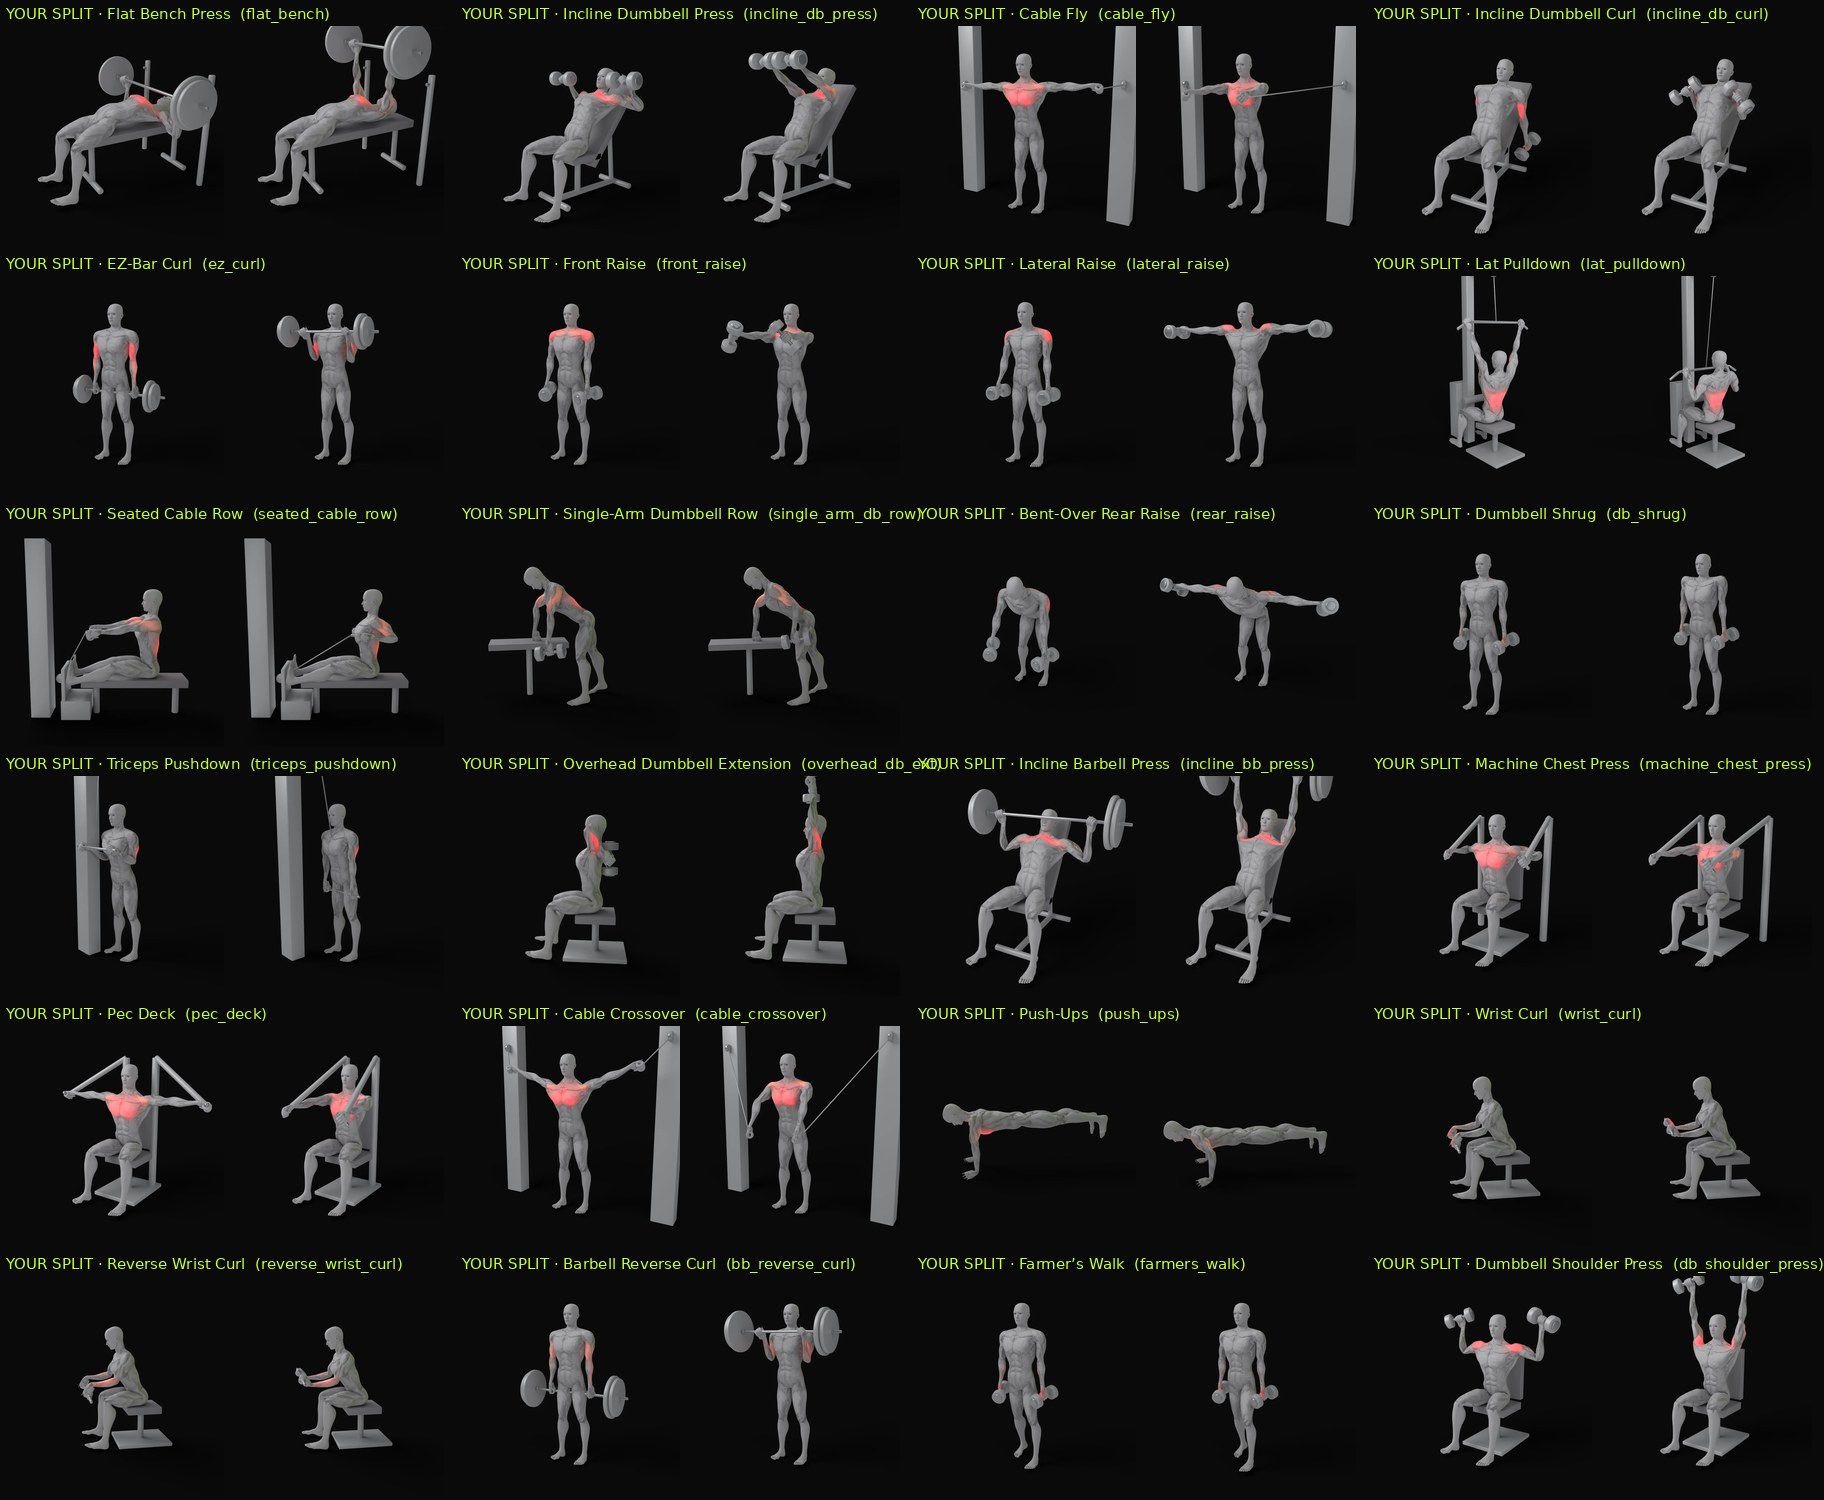 YOUR SPLIT · Flat Bench Press (flat_bench)
YOUR SPLIT · Incline Dumbbell Press (incline_db_press)
YOUR SPLIT · Cable Fly (cable_fly)
YOUR SPLIT · Incline Dumbbell Curl (incline_db_curl)
YOUR SPLIT · EZ-Bar Curl (ez_curl)
YOUR SPLIT · Front Raise (front_raise)
YOUR SPLIT · Lateral Raise (lateral_raise)
YOUR SPLIT · Lat Pulldown (lat_pulldown)
YOUR SPLIT · Seated Cable Row (seated_cable_row)
YOUR SPLIT · Single-Arm Dumbbell Row (single_arm_db_row)
YOUR SPLIT · Bent-Over Rear Raise (rear_raise)
YOUR SPLIT · Dumbbell Shrug (db_shrug)
YOUR SPLIT · Triceps Pushdown (triceps_pushdown)
YOUR SPLIT · Overhead Dumbbell Extension (overhead_db_ext)
YOUR SPLIT · Incline Barbell Press (incline_bb_press)
YOUR SPLIT · Machine Chest Press (machine_chest_press)
YOUR SPLIT · Pec Deck (pec_deck)
YOUR SPLIT · Cable Crossover (cable_crossover)
YOUR SPLIT · Push-Ups (push_ups)
YOUR SPLIT · Wrist Curl (wrist_curl)
YOUR SPLIT · Reverse Wrist Curl (reverse_wrist_curl)
YOUR SPLIT · Barbell Reverse Curl (bb_reverse_curl)
YOUR SPLIT · Farmer’s Walk (farmers_walk)
YOUR SPLIT · Dumbbell Shoulder Press (db_shoulder_press)